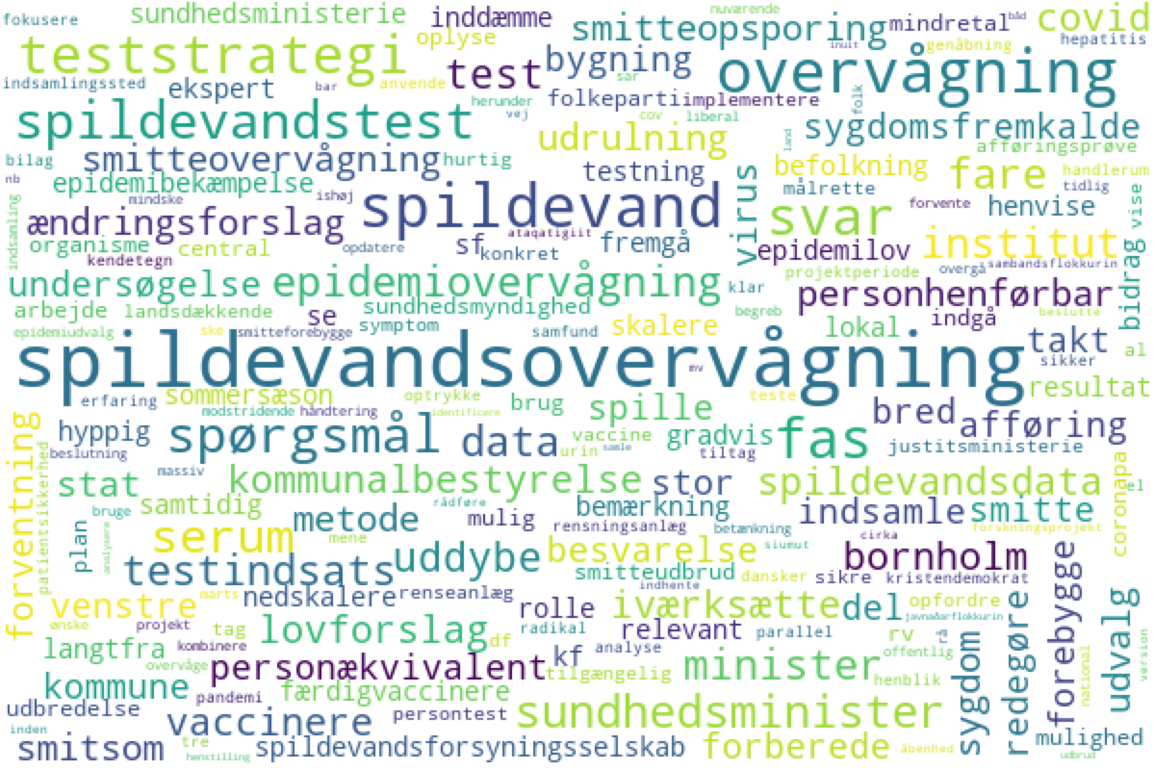 fokusere sundhedsministerie inddæmme nuværende smitteopsporing mindretal båd covid
teststrategi oplyse test bygning inuit overvågning genåbning hepatitis
indsamlingssted ekspert bar anvende sar folkeparti implementere folk
spildevandstest herunder vej cov liberal udrulning land sygdomsfremkalde afføringsprøve
bilag smitteovervågning hurtig testning befolkning fare handlerum
nb epidemibekæmpelse mindske ishøj spildevand virus målrette tidlig vise
indsamling ændringsforslag ataqatigiit svar forvente henvise
organisme central opdatere sf konkret fremgå epidemilov institut bidrag
kendetegn undersøgelse epidemiovervågning klar projektperiode overgå sambandsflokkurin
arbejde landsdækkende sundhedsmyndighed begreb personhenførbar beslutte
epidemiudvalg ske smitteforebygge se symptom samfund skalere lokal indgå takt al
spildevandsovervågning mv sikker
erfaring sommersæson optrykke brug spille teste resultat
forventning modstridende håndtering identificere bred afføring
hyppig spørgsmål data vaccine gradvis fas justitsministerie
beslutning massiv urin samle tiltag
patientsikkerhed stat kommunalbestyrelse stor spildevandsdata coronapa el
bruge samtidig rådføre bemærkning indsamle smitte
plan analysere serum metode mulig rensningsanlæg betænkning cirka forskningsprojekt
mene uddybe besvarelse siumut bornholm
testindsats smitteudbrud dansker sikre kristendemokrat forebygge
venstre marts nedskalere renseanlæg indhente iværksætte del opfordre
ønske projekt tag lovforslag rolle radikal relevant parallel javnaðarflokkurin redegøre udvalg
langtfra kombinere df kf analyse rv rå offentlig version
overvåge personækvivalent tilgængelig minister henblik sygdom national
kommune pandemi færdigvaccinere
udbredelse vaccinere persontest sundhedsminister mulighed
inden smitsom tre henstilling spildevandsforsyningsselskab forberede åbenhed udbrud